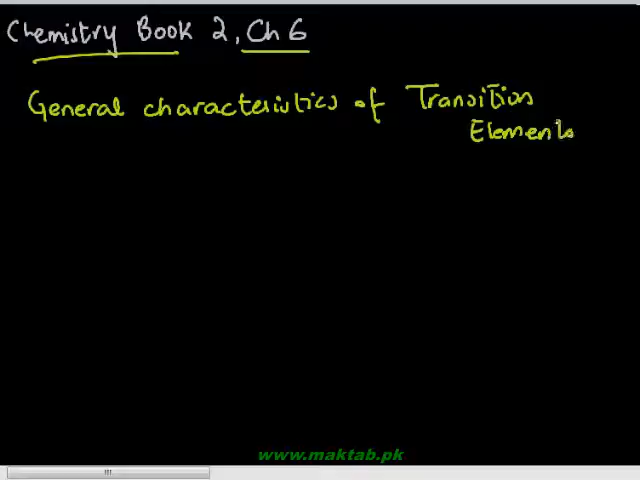 Chemistry Book 2, Ch 6
General characteristics of Transition
Elements
www.maktab.pk